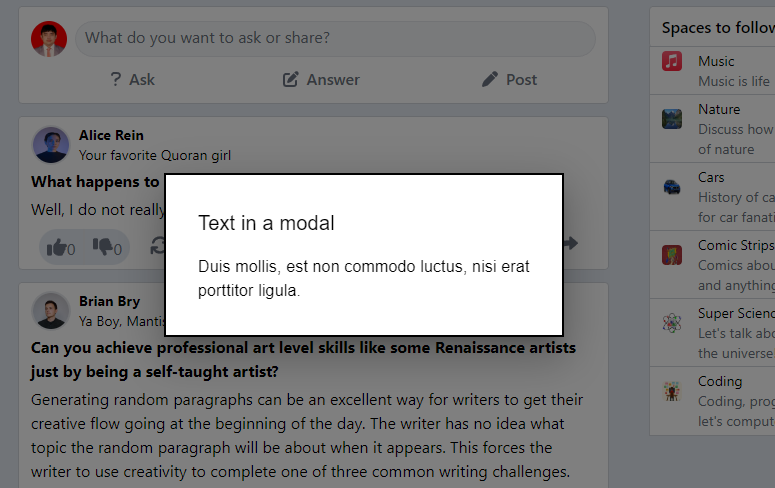 What do you want to ask or share?
? Ask
Answer
Post
Alice Rein
Your favorite Quoran girl
What happens to
Well, I do not really
0
0
Text in a modal
Duis mollis, est non commodo luctus, nisi erat
porttitor ligula.
Brian Bry
Ya Boy, Mantis
Can you achieve professional art level skills like some Renaissance artists
just by being a self-taught artist?
Generating random paragraphs can be an excellent way for writers to get their
creative flow going at the beginning of the day. The writer has no idea what
topic the random paragraph will be about when it appears. This forces the
writer to use creativity to complete one of three common writing challenges.
Spaces to follow
Music
Music is life
Nature
Discuss how
of nature
Cars
History of ca
for car fanati
Comic Strips
Comics abou
and anything
Super Scienc
Let's talk abo
the universe
Coding
Coding, prog
let's comput